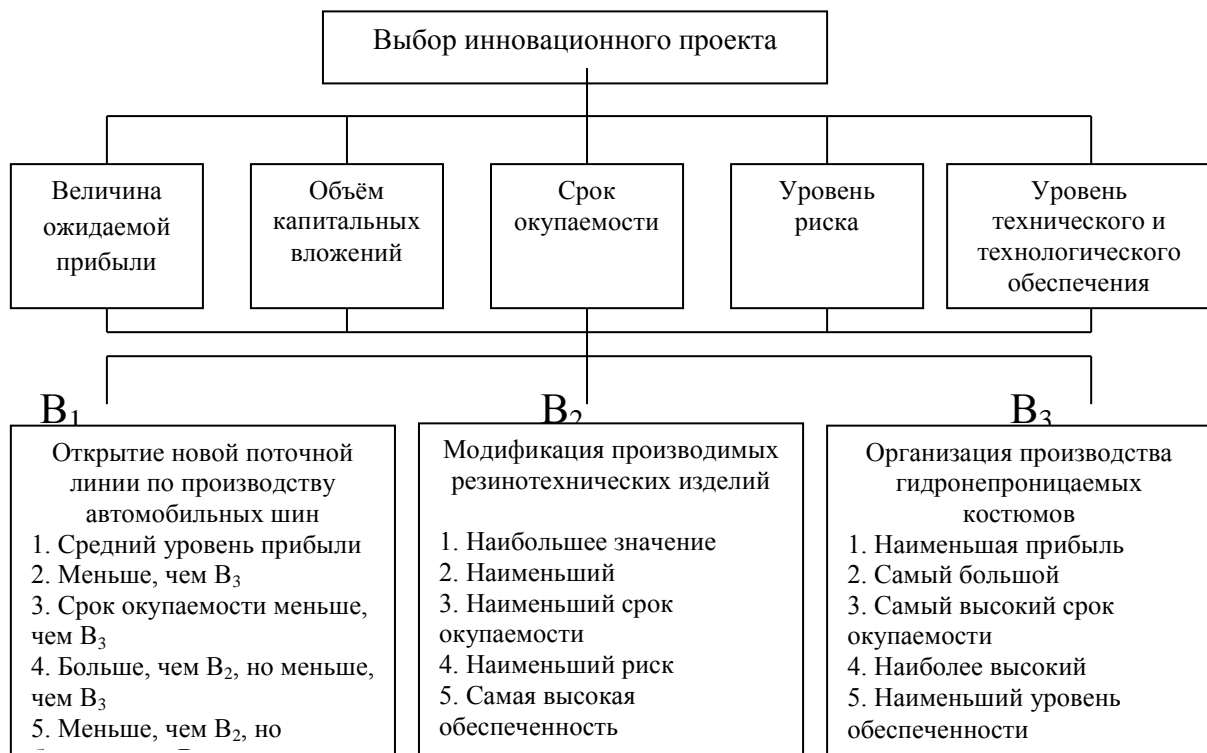 Выбор инновационного проекта
Величина
ожидаемой
прибыли
Объём
капитальных
вложений
Срок
окупаемости
Уровень
риска
Уровень
технического и
технологического
обеспечения
В1
Открытие новой поточной
линии по производству
автомобильных шин
1. Средний уровень прибыли
2. Меньше, чем В3
3. Срок окупаемости меньше,
чем В3
4. Больше, чем В2, но меньше,
чем В3
5. Меньше, чем В2, но
В2
Модификация производимых
резинотехнических изделий
1. Наибольшее значение
2. Наименьший
3. Наименьший срок
окупаемости
4. Наименьший риск
5. Самая высокая
обеспеченность
В3
Организация производства
гидронепроницаемых
костюмов
1. Наименьшая прибыль
2. Самый большой
3. Самый высокий срок
окупаемости
4. Наиболее высокий
5. Наименьший уровень
обеспеченности